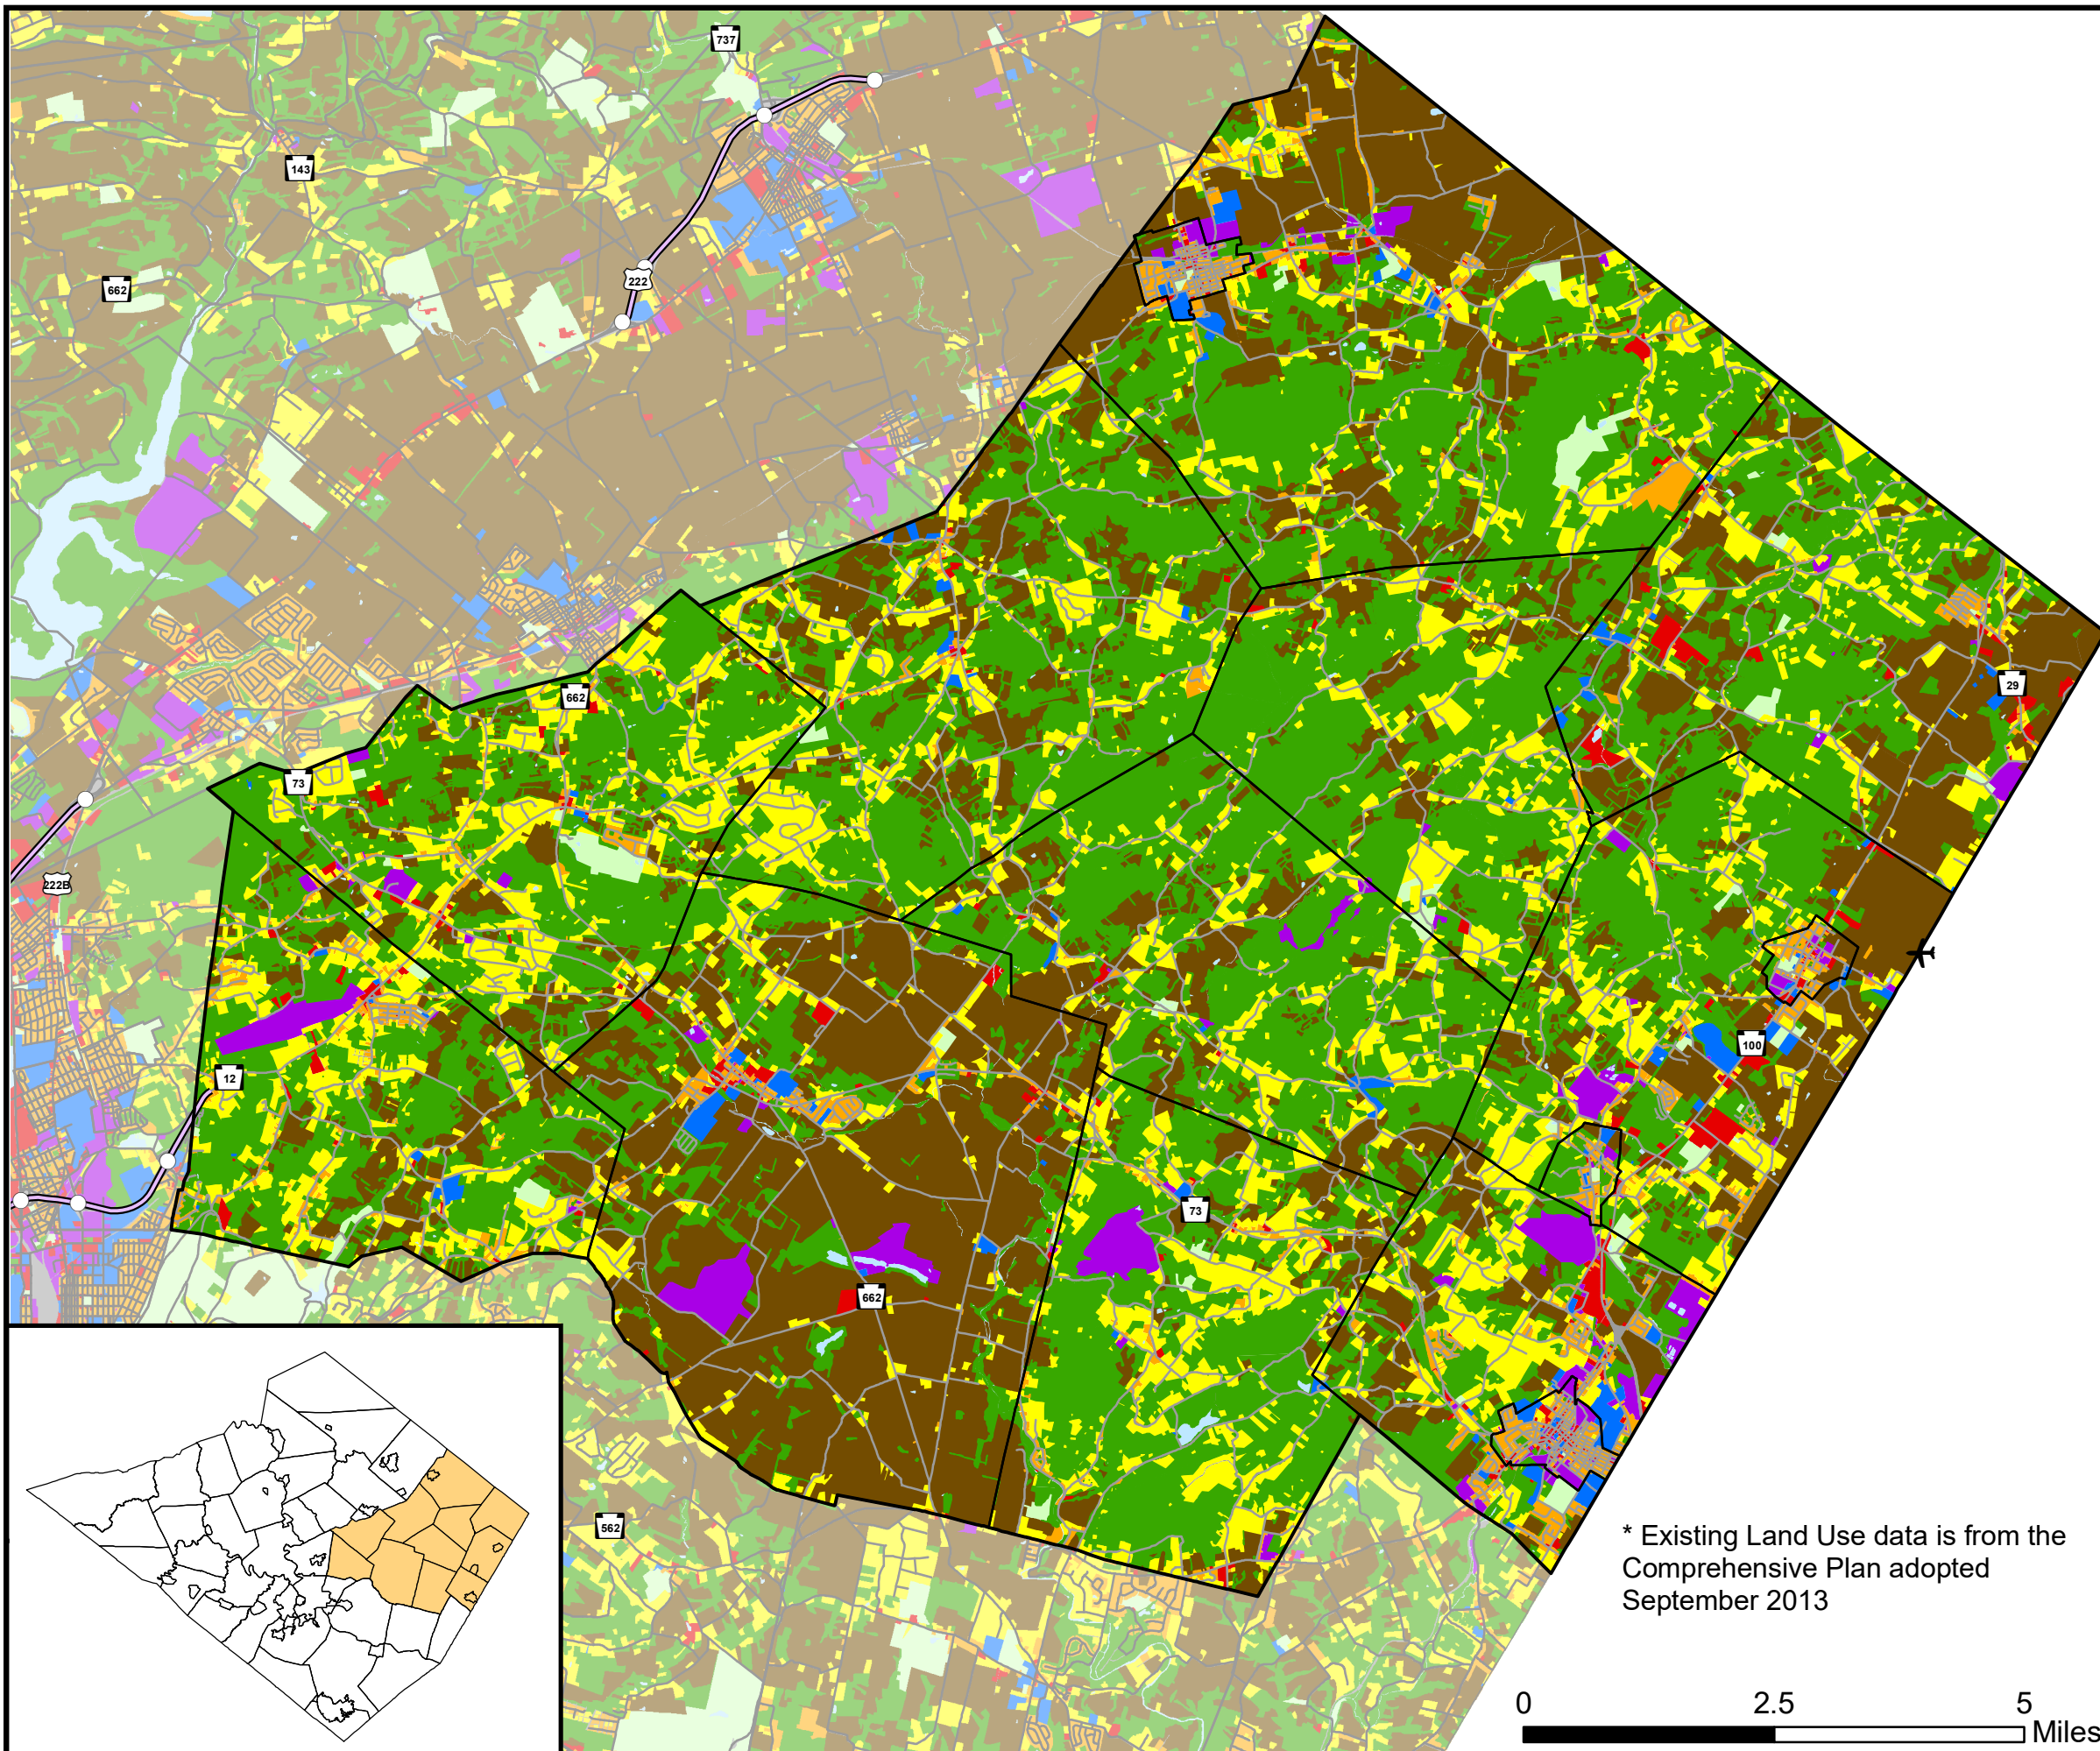 737
143
222
662
662
29
73
222B
100
12
73
662
562
* Existing Land Use data is from the
Comprehensive Plan adopted
September 2013
0 2.5 5
Miles